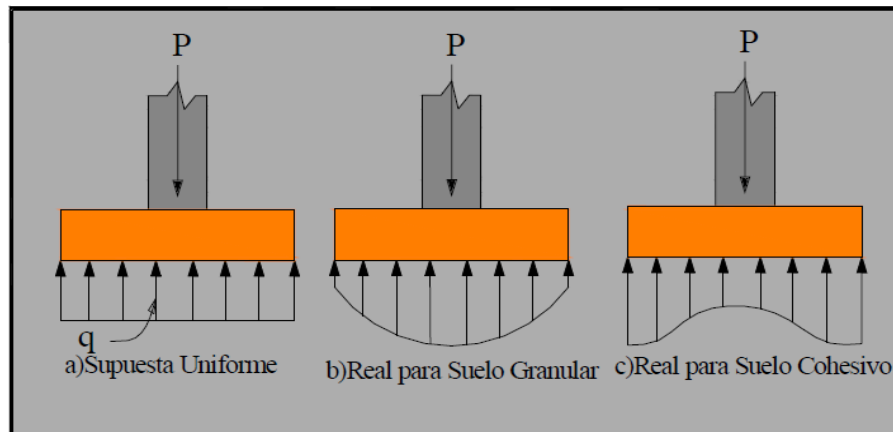 P
P
P
q
a)Supuesta Uniforme
b)Real para Suelo Granular
c)Real para Suelo Cohesivo